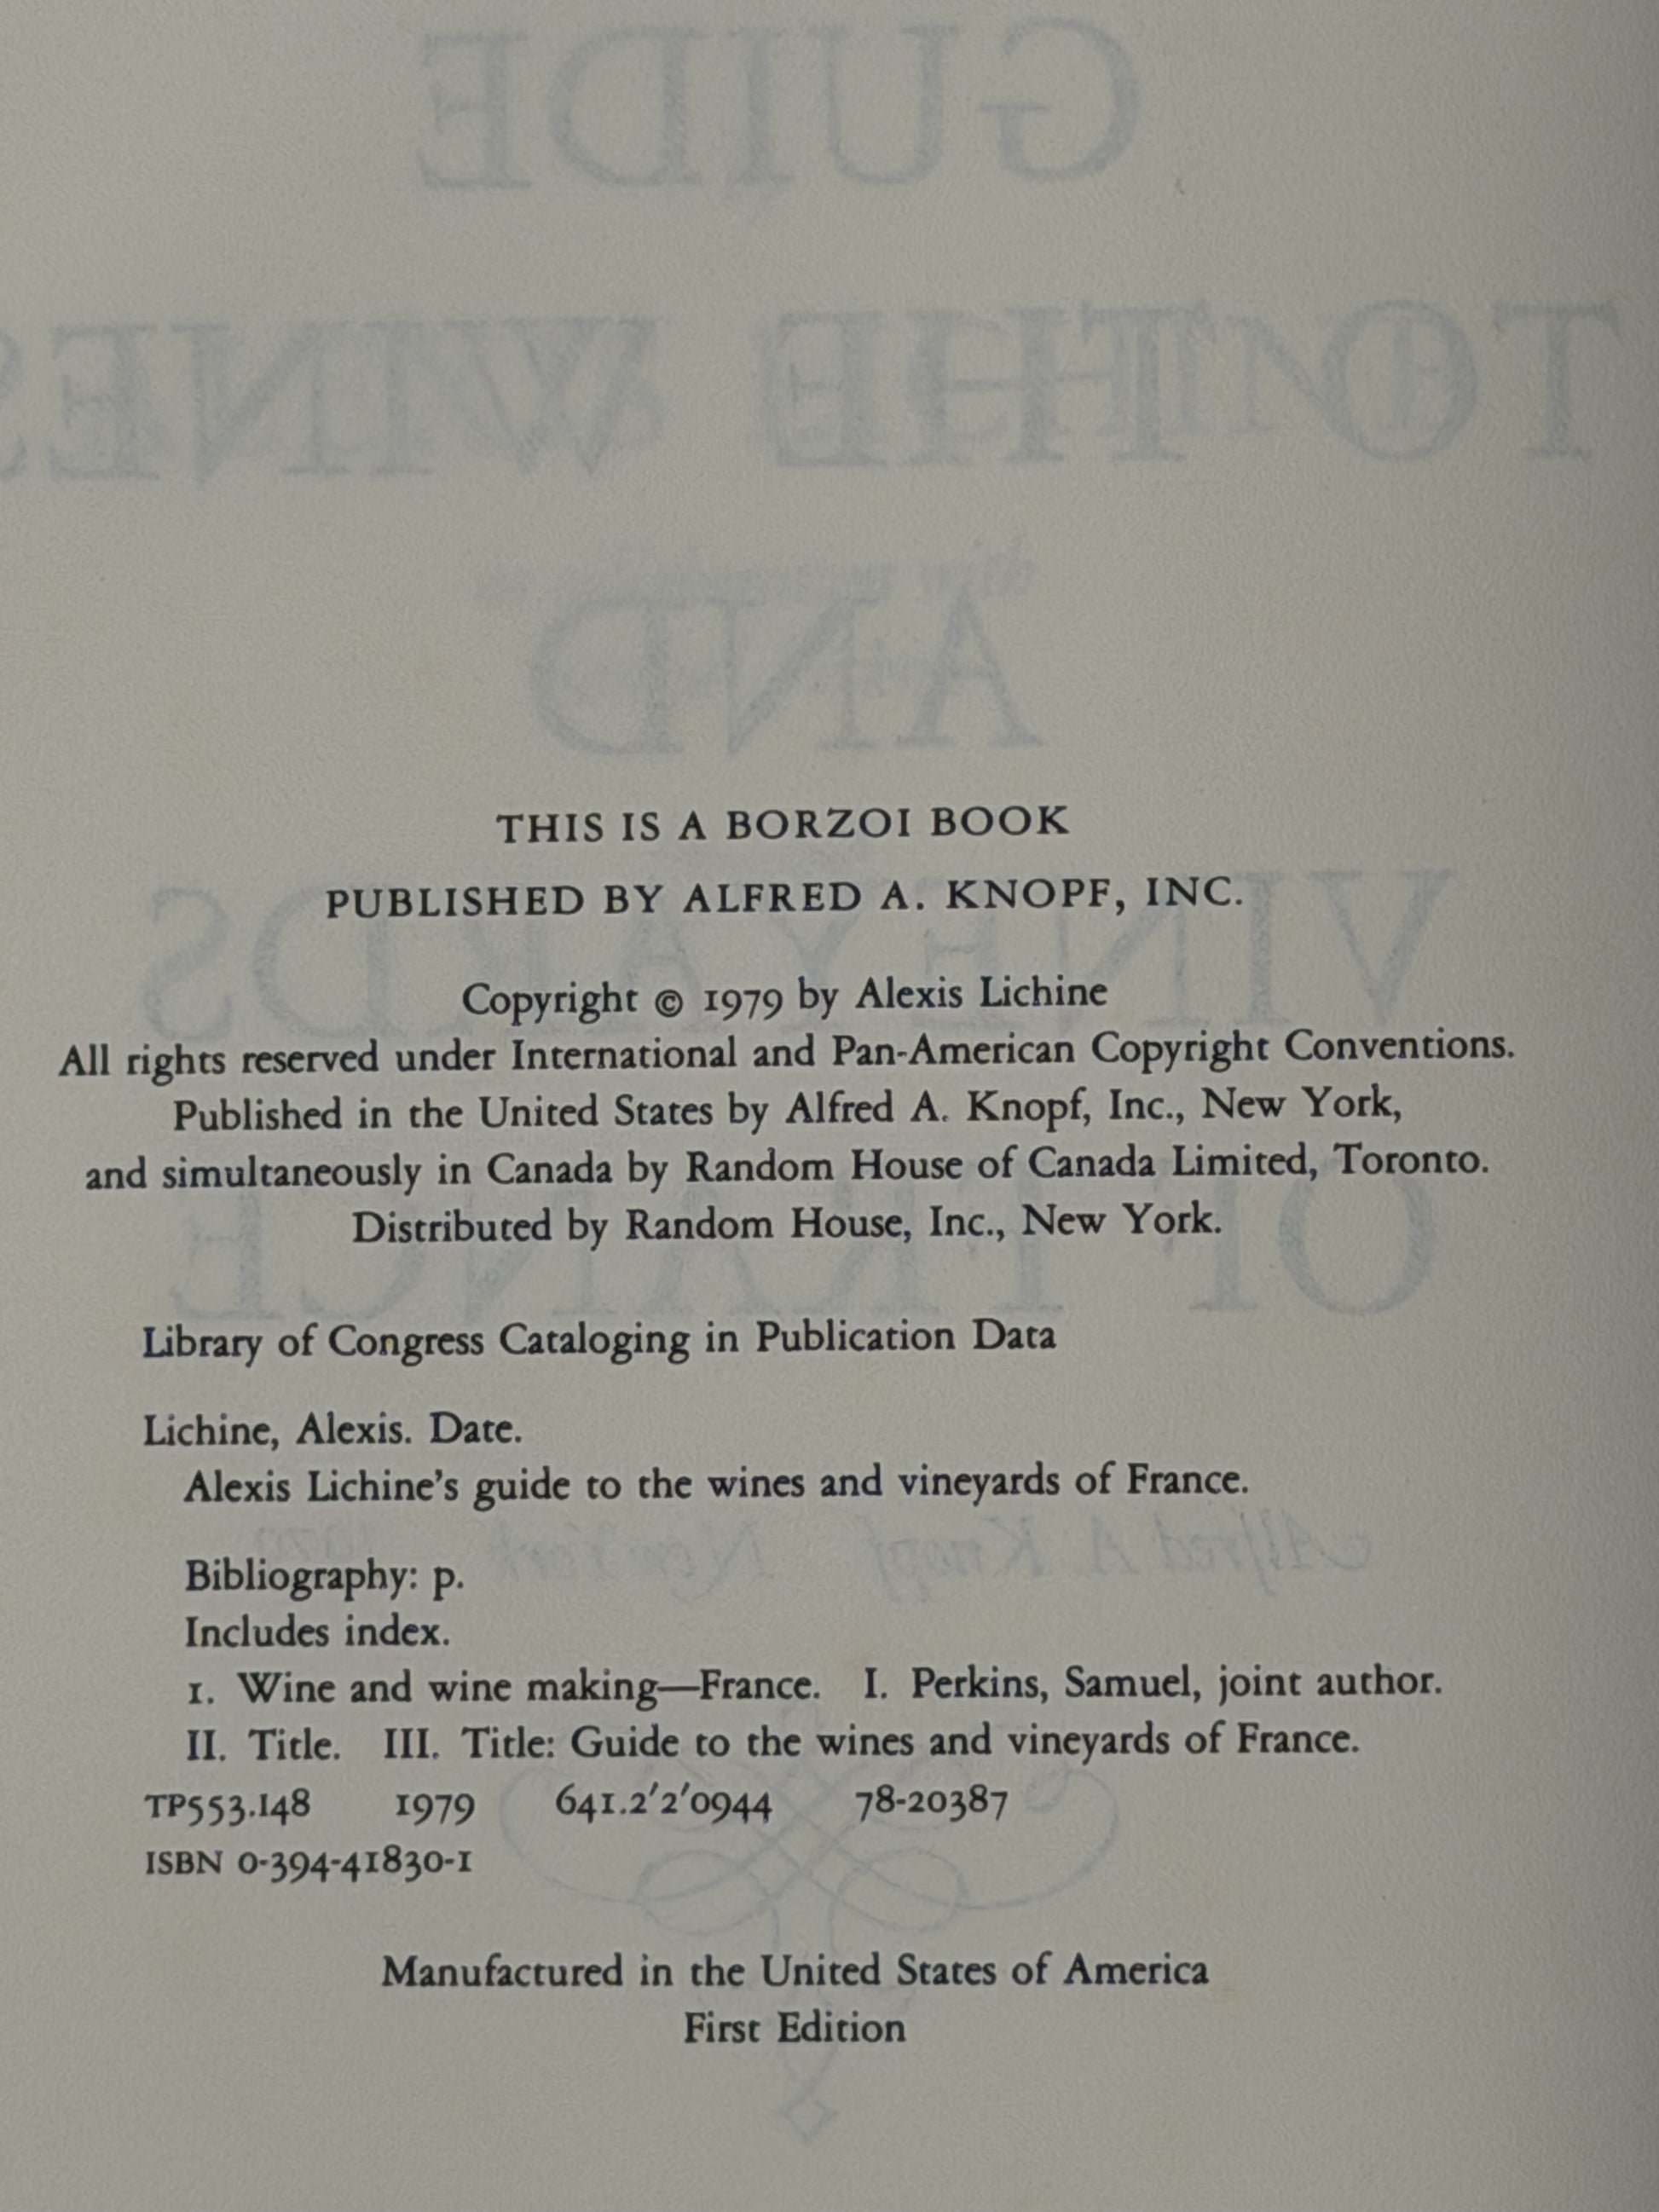 THIS IS A BORZOI BOOK
PUBLISHED BY ALFRED A. KNOPF, INC.
Copyright © 1979 by Alexis Lichine
All rights reserved under International and Pan-American Copyright Conventions.
Published in the United States by Alfred A. Knopf, Inc., New York,
and simultaneously in Canada by Random House of Canada Limited, Toronto.
Distributed by Random House, Inc., New York.
Library of Congress Cataloging in Publication Data
Lichine, Alexis. Date.
Alexis Lichine's guide to the wines and vineyards of France.
Bibliography: p.
Includes index.
1. Wine and wine making—France. I. Perkins, Samuel, joint author.
II. Title. III. Title: Guide to the wines and vineyards of France.
TP553.148 1979 641.2'2'0944 78-20387
ISBN 0-394-41830-1
Manufactured in the United States of America
First Edition